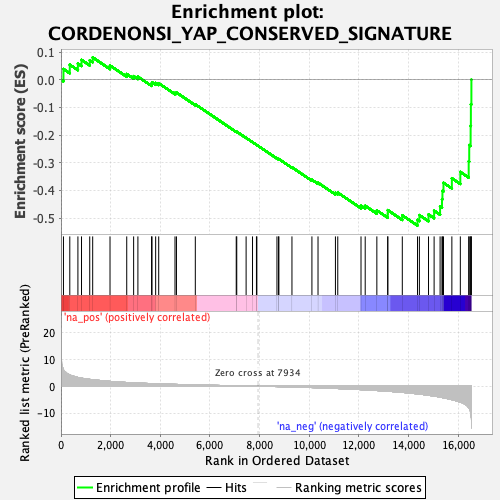 Enrichment plot:
CORDENONSI_YAP_CONSERVED_SIGNATURE
Enrichment score (ES)
0.1
0.0
-0.1
-0.2
-0.3
-0.4
-0.5
'na_pos' (positively correlated)
Ranked list metric (PreRanked)
20
10
0
-10
Zero cross at 7934
'na_neg' (negatively correlated)
0
2,000
4,000
6,000
8,000
10,000
12,000
14,000
16,000
Rank in Ordered Dataset
Enrichment profile
Hits
Ranking metric scores